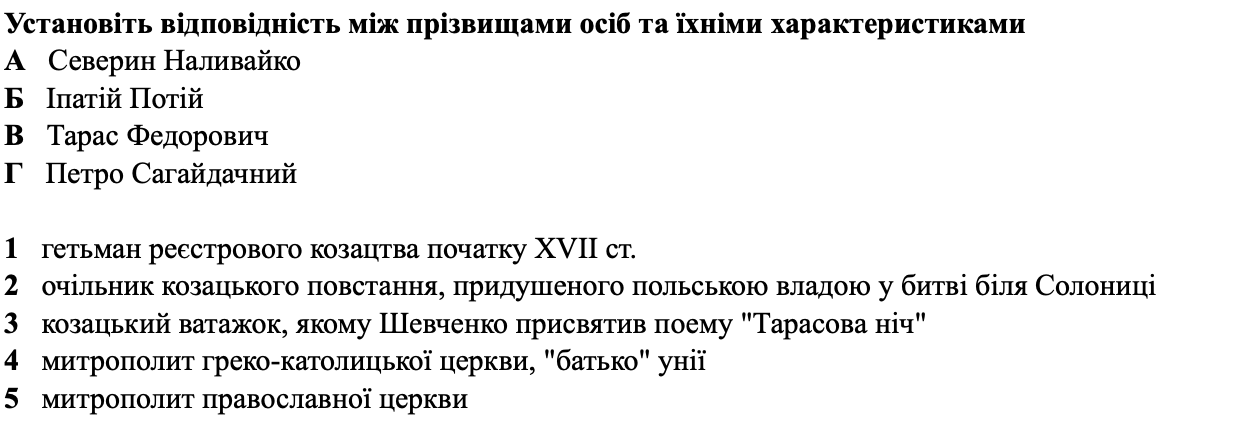 Установіть відповідність між прізвищами осіб та їхніми характеристиками
А Северин Наливайко
Б Іпатій Потій
В Тарас Федорович
Г Петро Сагайдачний
1 гетьман реєстрового козацтва початку XVII ст.
2 очільник козацького повстання, придушеного польською владою у битві біля Солониці
3 козацький ватажок, якому Шевченко присвятив поему "Тарасова ніч"
4 митрополит греко-католицької церкви, "батько" унії
5 митрополит православної церкви